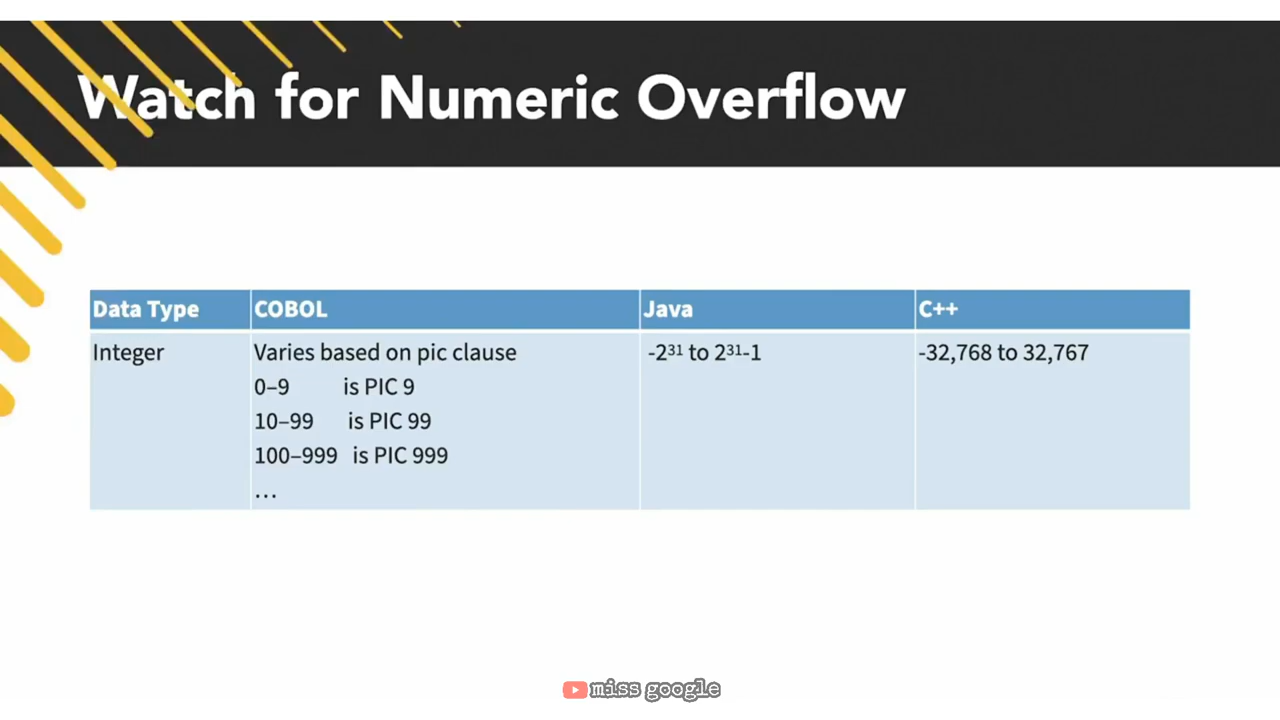 Watch for Numeric Overflow
Data Type COBOL Java C++
Integer Varies based on pic clause -2³¹ to 2³¹-1 -32,768 to 32,767
0–9 is PIC 9
10–99 is PIC 99
100–999 is PIC 999
…
miss google